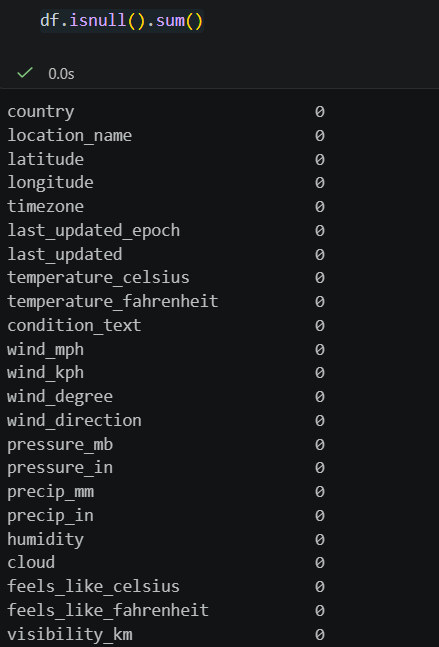 df.isnull().sum()
0.0s
country 0
location_name 0
latitude 0
longitude 0
timezone 0
last_updated_epoch 0
last_updated 0
temperature_celsius 0
temperature_fahrenheit 0
condition_text 0
wind_mph 0
wind_kph 0
wind_degree 0
wind_direction 0
pressure_mb 0
pressure_in 0
precip_mm 0
precip_in 0
humidity 0
cloud 0
feels_like_celsius 0
feels_like_fahrenheit 0
visibility_km 0